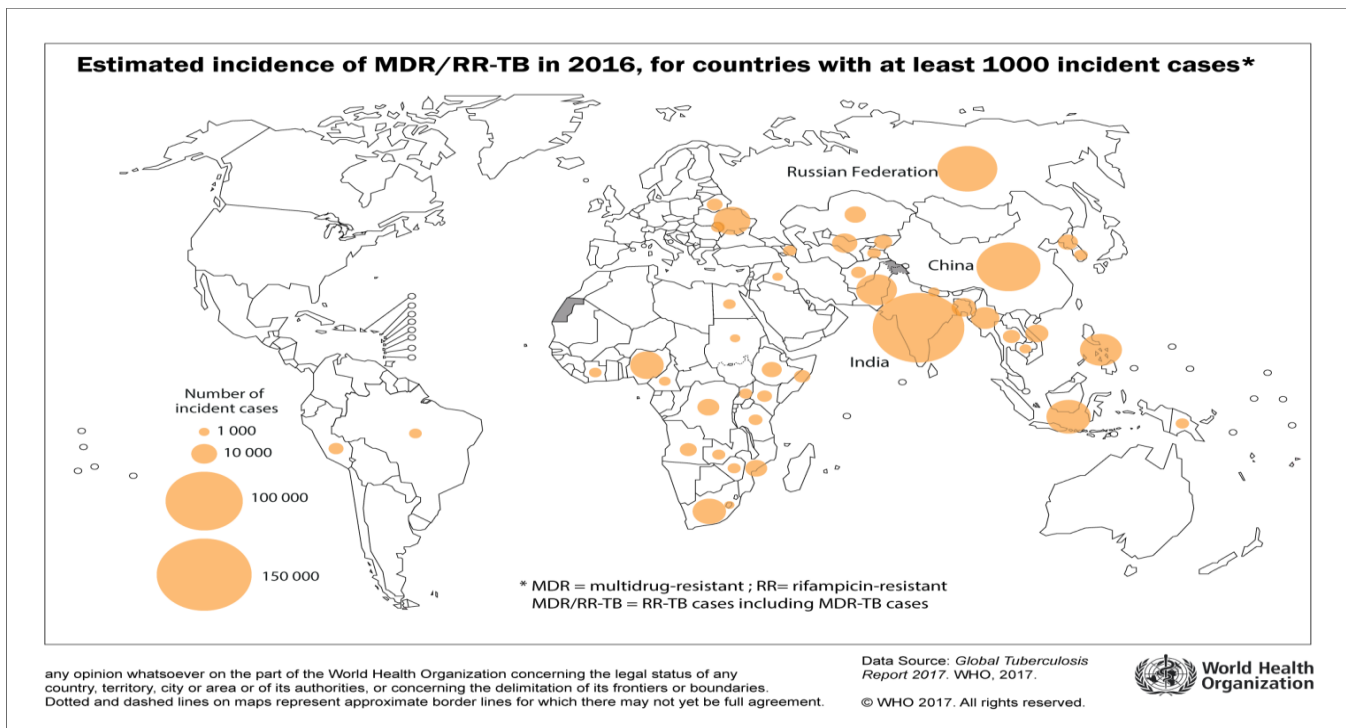 Estimated incidence of MDR/RR-TB in 2016, for countries with at least 1000 incident cases*
Russian Federation
China
India
Number of
incident cases
1 000
10 000
100 000
150 000
* MDR = multidrug-resistant ; RR= rifampicin-resistant
MDR/RR-TB = RR-TB cases including MDR-TB cases
any opinion whatsoever on the part of the World Health Organization concerning the legal status of any
country, territory, city or area or of its authorities, or concerning the delimitation of its frontiers or boundaries.
Dotted and dashed lines on maps represent approximate border lines for which there may not yet be full agreement.
Data Source: Global Tuberculosis
Report 2017. WHO, 2017.
© WHO 2017. All rights reserved.
World Health
Organization